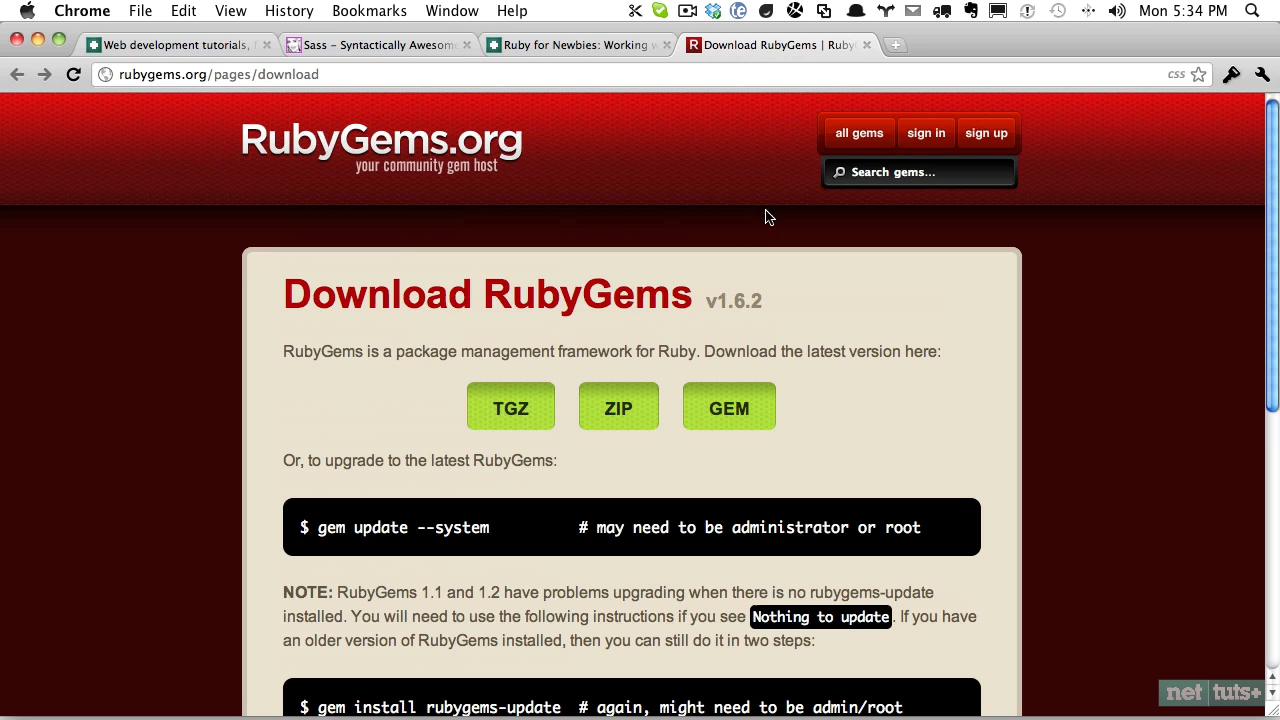 Chrome File Edit View History Bookmarks Window Help Mon 5:34 PM
Web development tutorials, f
Sass – Syntactically Awesome
Ruby for Newbies: Working w
Download RubyGems | Ruby
rubygems.org/pages/download
css
RubyGems.org
your community gem host
all gems
sign in
sign up
Search gems...
Download RubyGems v1.6.2
RubyGems is a package management framework for Ruby. Download the latest version here:
TGZ
ZIP
GEM
Or, to upgrade to the latest RubyGems:
$ gem update --system # may need to be administrator or root
NOTE: RubyGems 1.1 and 1.2 have problems upgrading when there is no rubygems-update
installed. You will need to use the following instructions if you see Nothing to update. If you have
an older version of RubyGems installed, then you can still do it in two steps:
$ gem install rubygems-update # again, might need to be admin/root
net tuts+